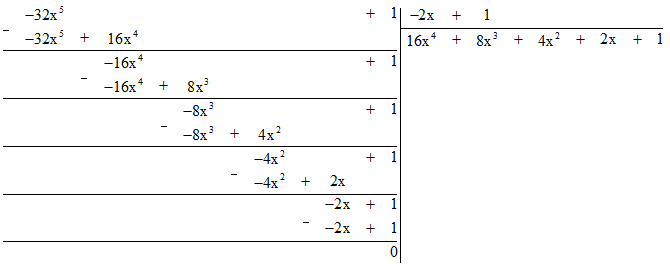 −32x⁵ + 1 −2x + 1
− −32x⁵ + 16x⁴ 16x⁴ + 8x³ + 4x² + 2x + 1
−16x⁴ + 1
− −16x⁴ + 8x³
−8x³ + 1
− −8x³ + 4x²
−4x² + 1
− −4x² + 2x
−2x + 1
− −2x + 1
0